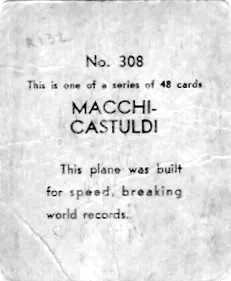 R132
No. 308
This is one of a series of 48 cards
MACCHI-
CASTULDI
This plane was built
for speed, breaking
world records.